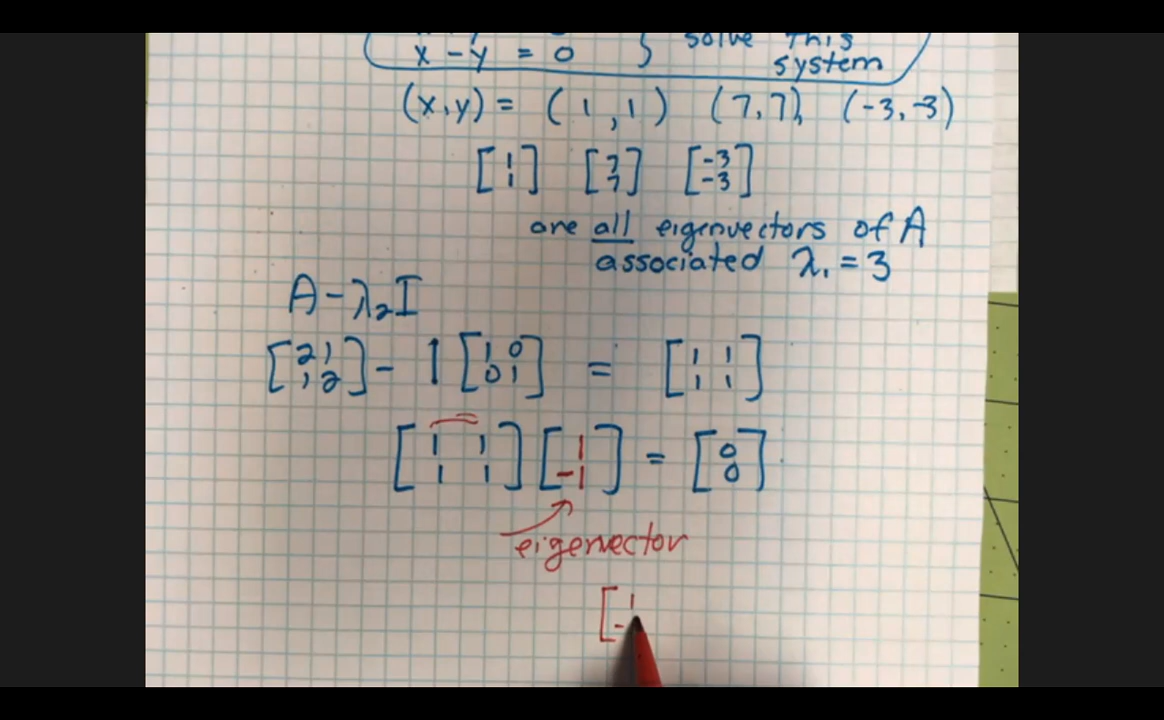 x - y = 0 } solve this
system
(x,y) = (1,1) (7,7), (-3,-3)
[1 1] [7 7] [-3 -3]
are all eigenvectors of A
associated λ₁ = 3
A - λ₂I
[2 1 1 2] - 1 [1 0 0 1] = [1 1 1 1]
[1 1 1 1] [1 -1] = [0 0]
eigenvector
[1 -